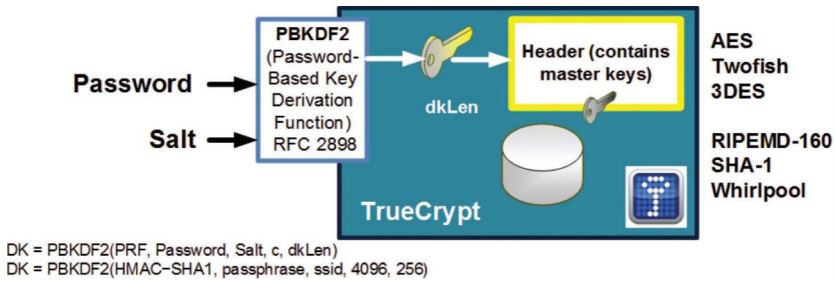 PBKDF2
(Password-
Based Key
Derivation
Function)
RFC 2898
Password
Salt
dkLen
Header (contains
master keys)
TrueCrypt
AES
Twofish
3DES
RIPEMD-160
SHA-1
Whirlpool
DK = PBKDF2(PRF, Password, Salt, c, dkLen)
DK = PBKDF2(HMAC−SHA1, passphrase, ssid, 4096, 256)